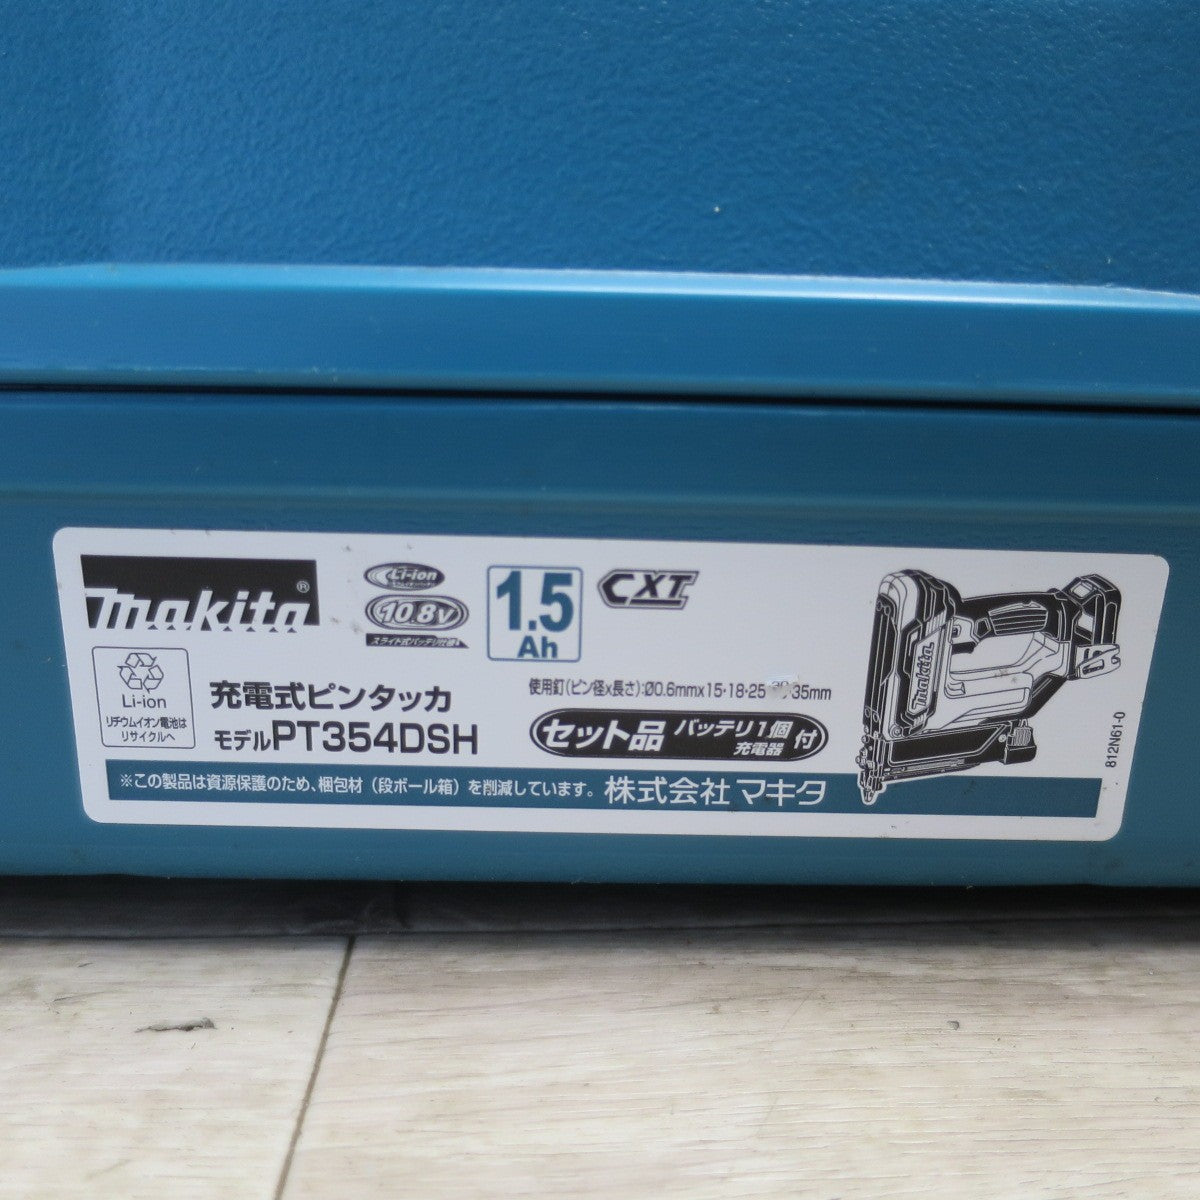 makita®
Li-ion
10.8V
スライド式バッテリ仕様
1.5
Ah
CXT
Li-ion
リチウムイオン電池は
リサイクルへ
充電式ピンタッカ
モデルPT354DSH
使用釘(ピン径x長さ):Ø0.6mmx15・18・25 35mm
セット品 バッテリ1個 充電器 付
※この製品は資源保護のため、梱包材（段ボール箱）を削減しています。 株式会社 マキタ
makita
812N61-0